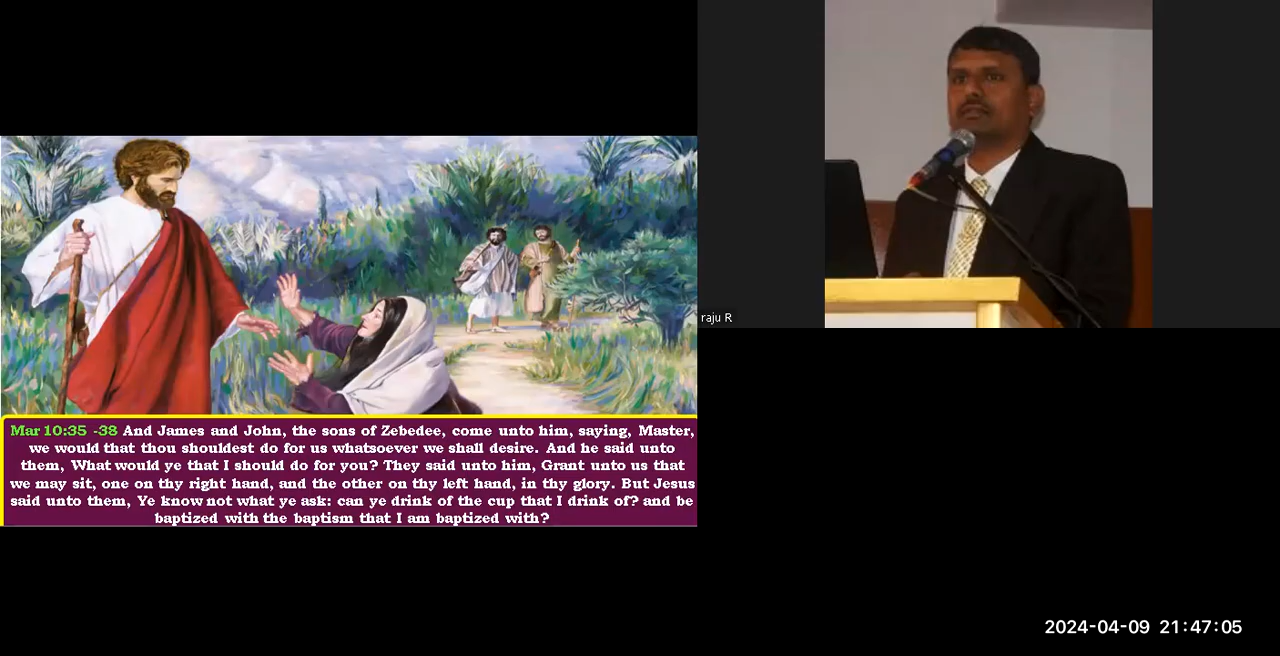 Mar 10:35 -38 And James and John, the sons of Zebedee, come unto him, saying, Master,
we would that thou shouldest do for us whatsoever we shall desire. And he said unto
them, What would ye that I should do for you? They said unto him, Grant unto us that
we may sit, one on thy right hand, and the other on thy left hand, in thy glory. But Jesus
said unto them, Ye know not what ye ask: can ye drink of the cup that I drink of? and be
baptized with the baptism that I am baptized with?
raju R
2024-04-09 21:47:05